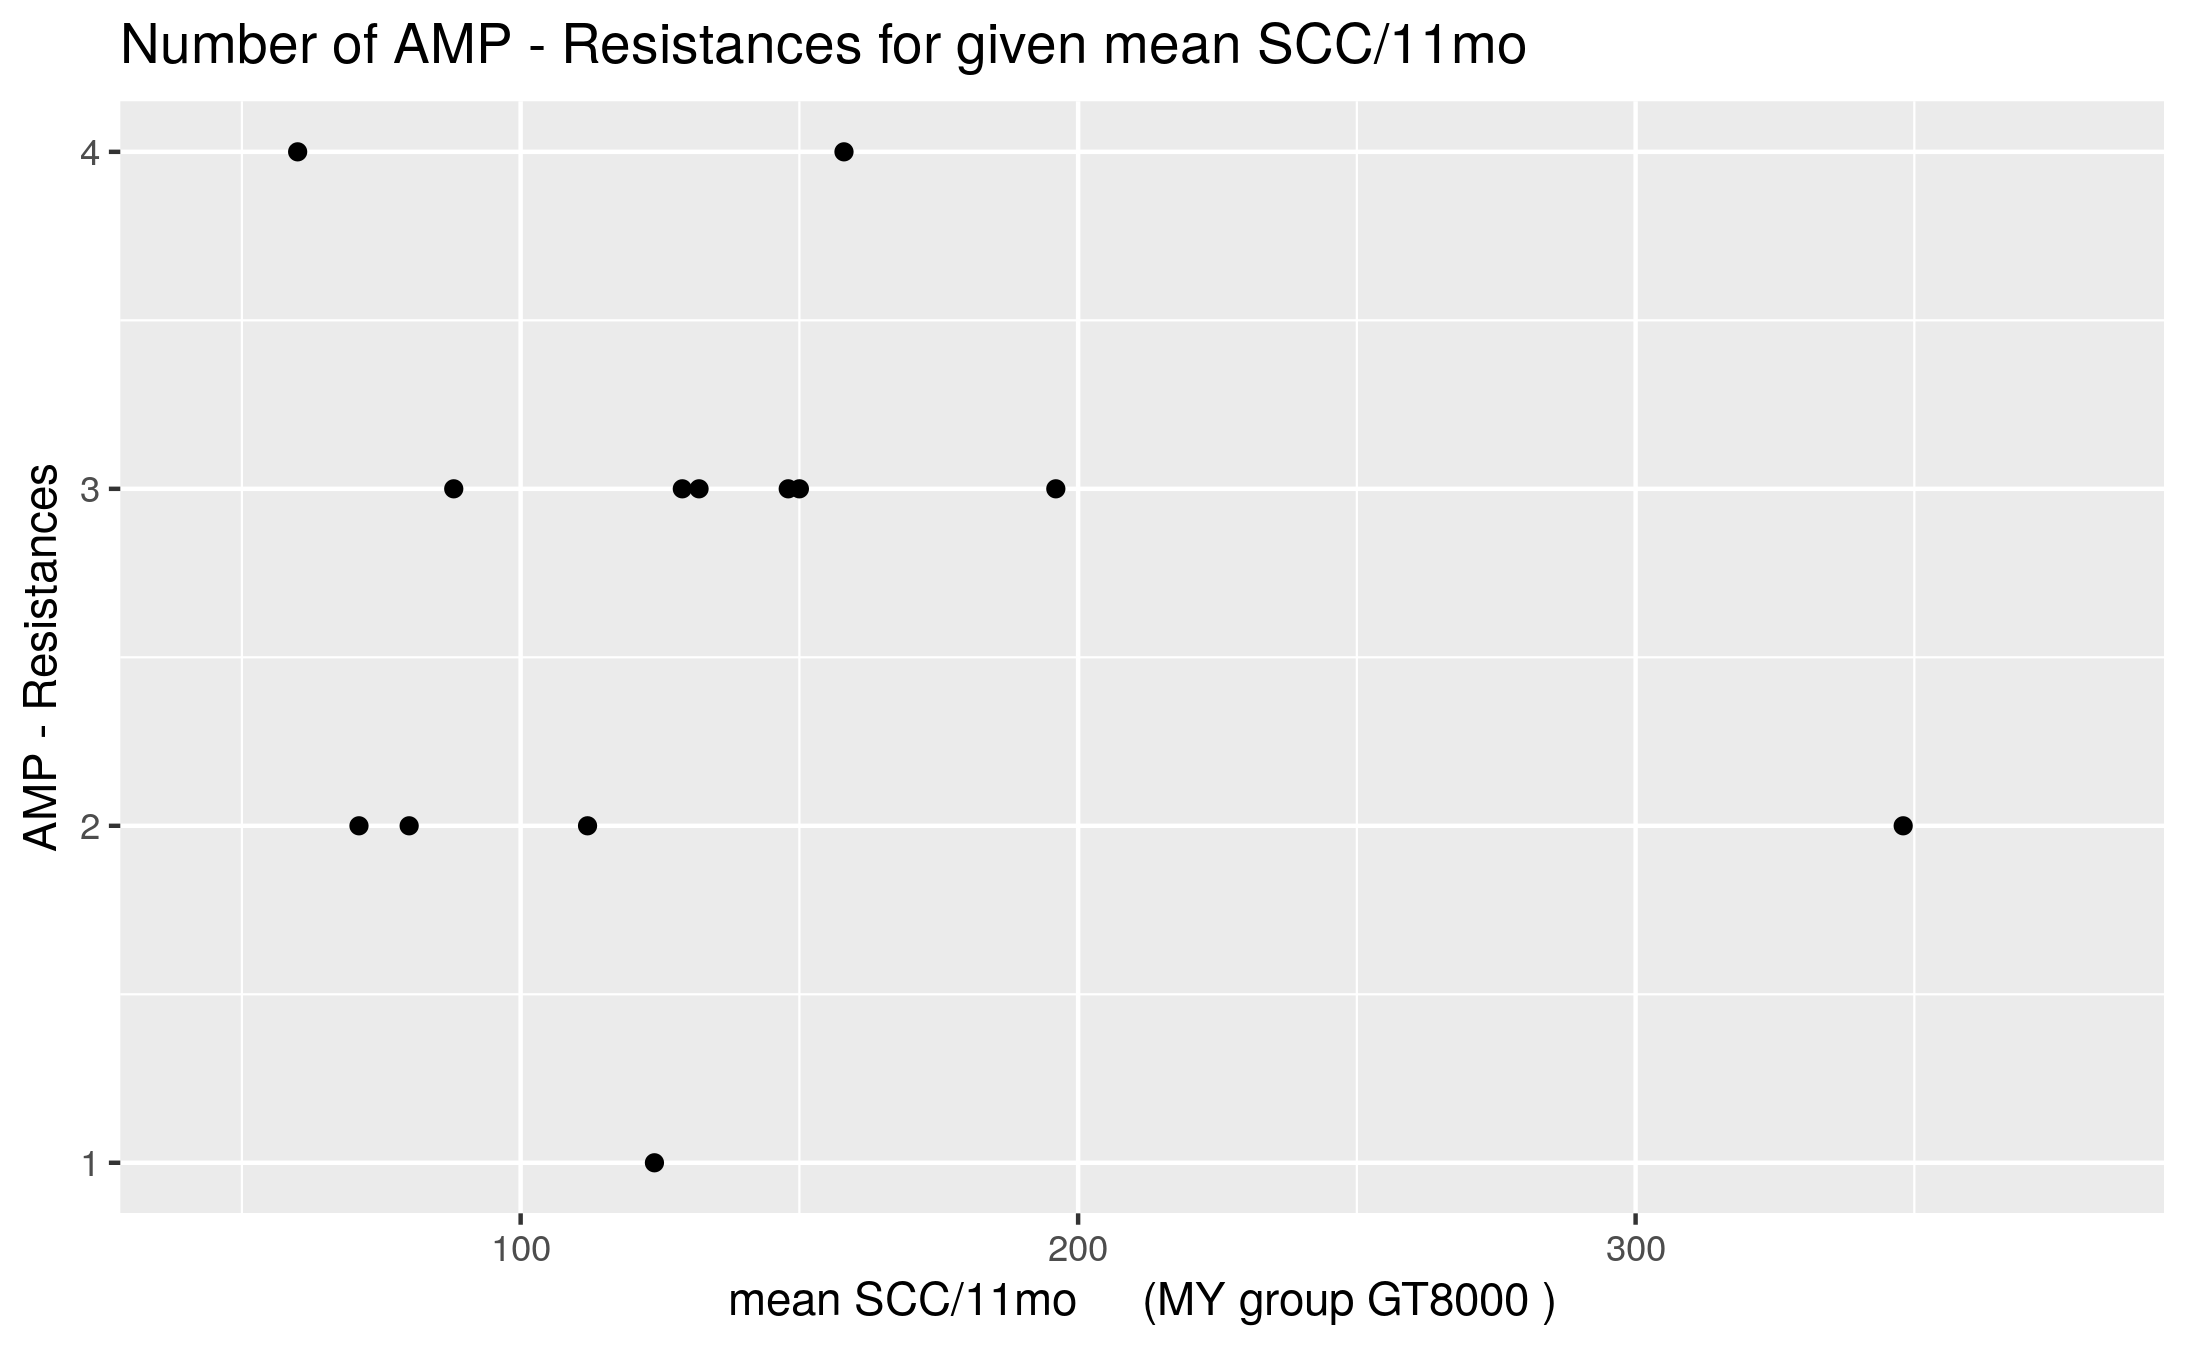 Number of AMP - Resistances for given mean SCC/11mo
AMP - Resistances
4
3
2
1
100
200
300
mean SCC/11mo     (MY group GT8000 )